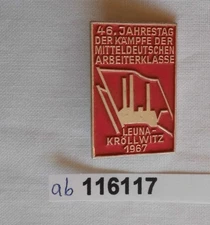 46. JAHRESTAG
DER KÄMPFE DER
MITTELDEUTSCHEN
ARBEITERKLASSE
LEUNA-
KRÖLLWITZ
1967
ab 116117